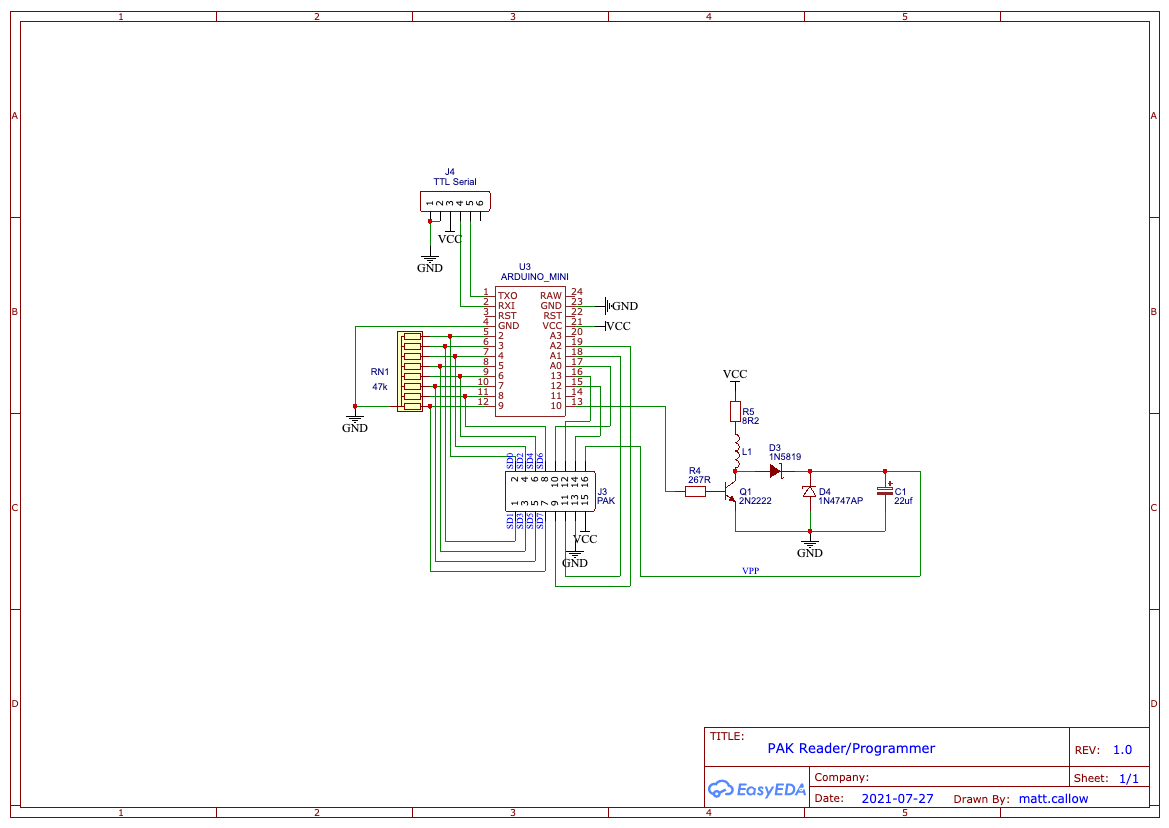 1 2 3 4 5
A A
J4
TTL Serial
1 2 3 4 5 6
VCC
GND
U3
ARDUINO_MINI
1 TXO RAW 24
2 RXI GND 23 GND
3 RST RST 22
4 GND VCC 21 VCC
5 2 A3 20
6 3 A2 19
7 4 A1 18
8 5 A0 17
9 6 13 16
10 7 12 15
11 8 11 14
12 9 10 13
B B
RN1
47k
GND
VCC
R5
8R2
L1
D3
1N5819
R4
267R
Q1
2N2222
D4
1N4747AP
C1
22uf
+
GND
SD0 SD2 SD4 SD6
2 4 6 8 10 12 14 16
1 3 5 7 9 11 13 15
J3
PAK
SD1 SD3 SD5 SD7
VCC
GND
VPP
C C
D D
TITLE:
PAK Reader/Programmer
REV: 1.0
EasyEDA
Company:
Sheet: 1/1
Date: 2021-07-27 Drawn By: matt.callow
1 2 3 4 5